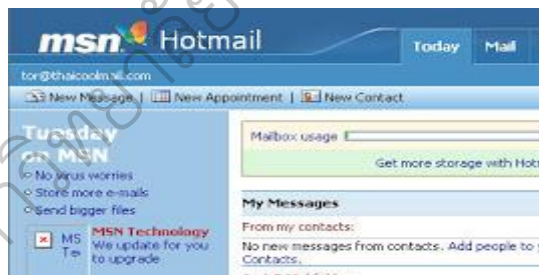 msn Hotmail
Today Mail
tor@thaicoolmail.com
New Message | New Appointment | New Contact
Tuesday
on MSN
No virus worries
Store more e-mails
Send bigger files
MSN Technology
MS We update for you
to upgrade
Mailbox usage
Get more storage with
My Messages
From my contacts:
No new messages from contacts. Add people to
Contacts.